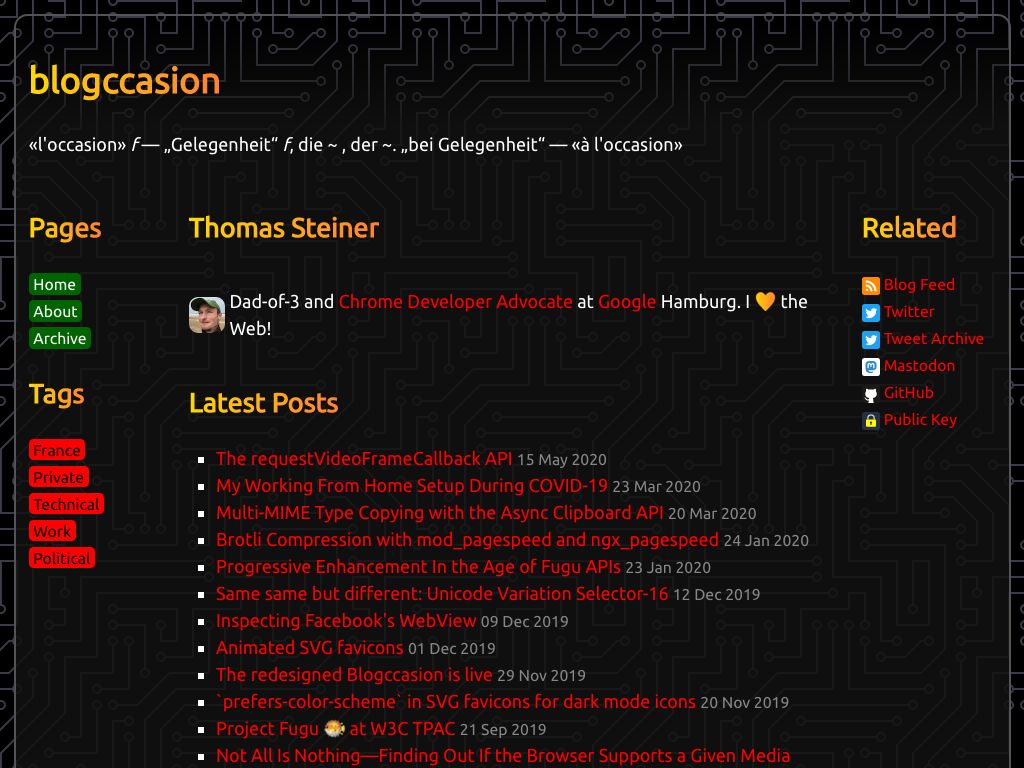 blogccasion
«l'occasion» f — „Gelegenheit“ f, die ~ , der ~. „bei Gelegenheit“ — «à l'occasion»
Pages
Home
About
Archive
Tags
France
Private
Technical
Work
Political
Thomas Steiner
Dad-of-3 and Chrome Developer Advocate at Google Hamburg. I 🧡 the
Web!
Latest Posts
The requestVideoFrameCallback API 15 May 2020
My Working From Home Setup During COVID-19 23 Mar 2020
Multi-MIME Type Copying with the Async Clipboard API 20 Mar 2020
Brotli Compression with mod_pagespeed and ngx_pagespeed 24 Jan 2020
Progressive Enhancement In the Age of Fugu APIs 23 Jan 2020
Same same but different: Unicode Variation Selector-16 12 Dec 2019
Inspecting Facebook's WebView 09 Dec 2019
Animated SVG favicons 01 Dec 2019
The redesigned Blogccasion is live 29 Nov 2019
`prefers-color-scheme` in SVG favicons for dark mode icons 20 Nov 2019
Project Fugu 🐡 at W3C TPAC 21 Sep 2019
Not All Is Nothing—Finding Out If the Browser Supports a Given Media
Related
Blog Feed
Twitter
Tweet Archive
Mastodon
GitHub
Public Key